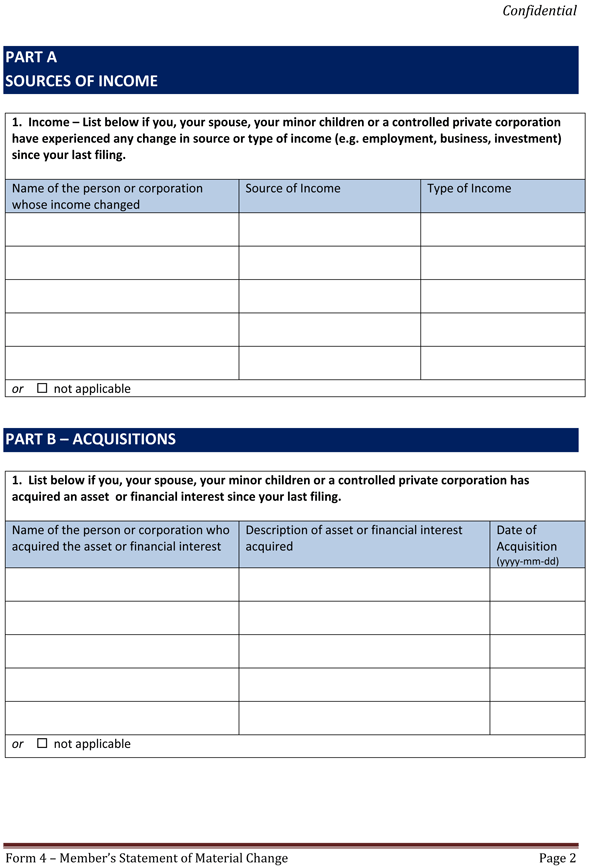 Confidential
PART A
SOURCES OF INCOME
1. Income – List below if you, your spouse, your minor children or a controlled private corporation
have experienced any change in source or type of income (e.g. employment, business, investment)
since your last filing.
Name of the person or corporation
whose income changed
Source of Income
Type of Income
or ☐ not applicable
PART B – ACQUISITIONS
1. List below if you, your spouse, your minor children or a controlled private corporation has
acquired an asset or financial interest since your last filing.
Name of the person or corporation who
acquired the asset or financial interest
Description of asset or financial interest
acquired
Date of
Acquisition
(yyyy-mm-dd)
or ☐ not applicable
Form 4 – Member's Statement of Material Change Page 2